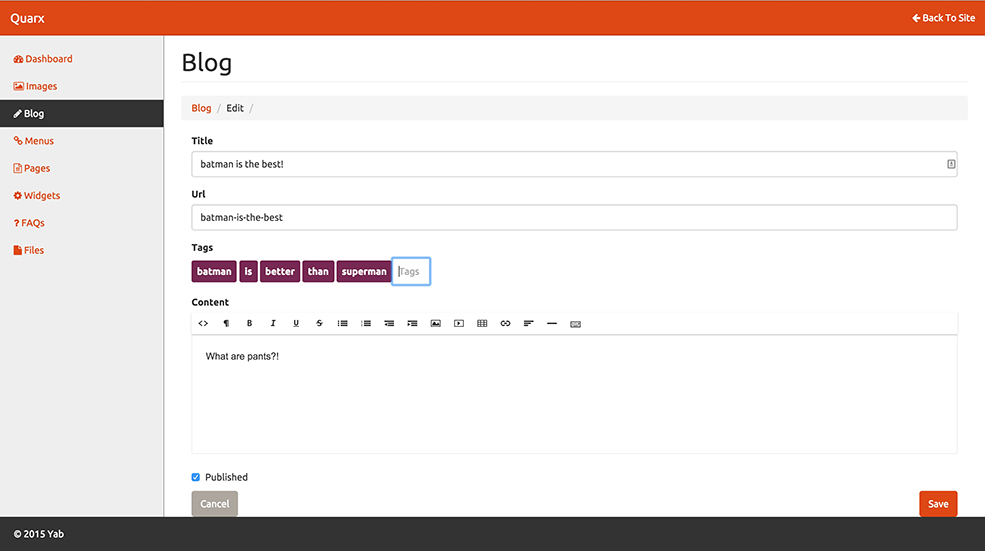 Quarx
Back To Site
Dashboard
Images
Blog
Menus
Pages
Widgets
? FAQs
Files
Blog
Blog / Edit /
Title
batman is the best!
Url
batman-is-the-best
Tags
batman is better than superman Tags
Content
<> ¶ B I U S
What are pants?!
Published
Cancel
Save
© 2015 Yab